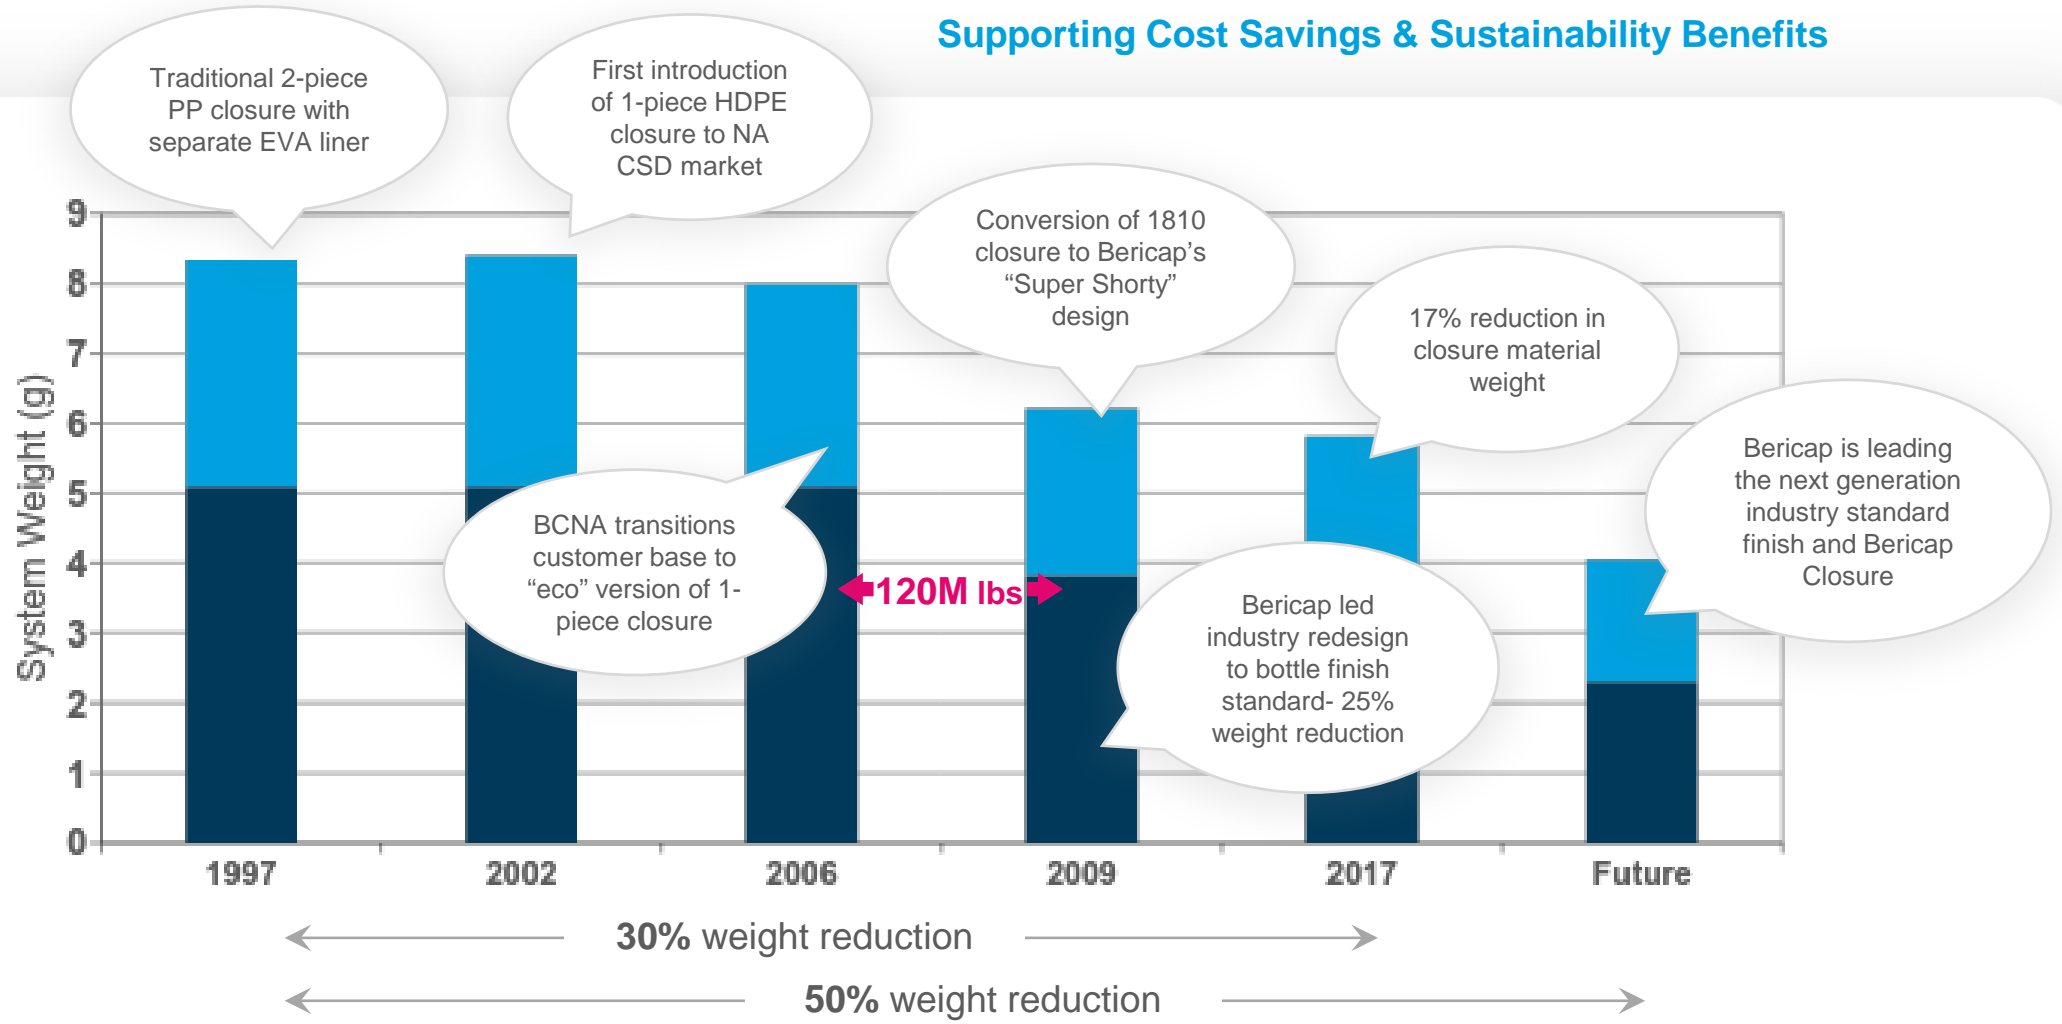 Supporting Cost Savings & Sustainability Benefits
Traditional 2-piece
PP closure with
separate EVA liner
First introduction
of 1-piece HDPE
closure to NA
CSD market
Conversion of 1810
closure to Bericap’s
“Super Shorty”
design
17% reduction in
closure material
weight
Bericap is leading
the next generation
industry standard
finish and Bericap
Closure
BCNA transitions
customer base to
“eco” version of 1-
piece closure
120M lbs
Bericap led
industry redesign
to bottle finish
standard- 25%
weight reduction
System Weight (g)
9
8
7
6
5
4
3
2
1
0
1997
2002
2006
2009
2017
Future
30% weight reduction
50% weight reduction